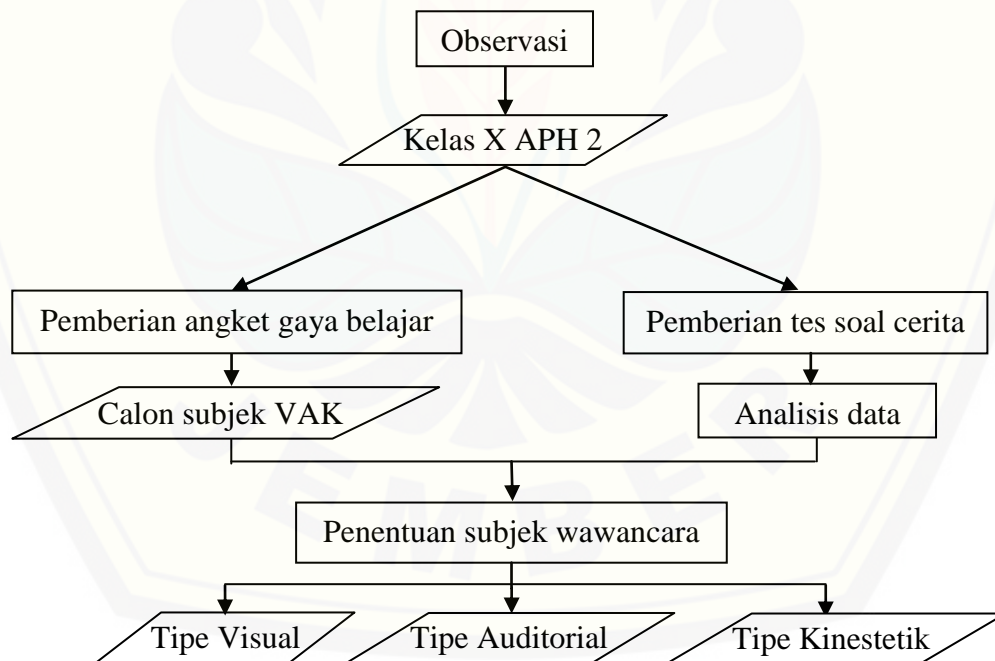 Observasi
Kelas X APH 2
Pemberian angket gaya belajar
Pemberian tes soal cerita
Calon subjek VAK
Analisis data
Penentuan subjek wawancara
Tipe Visual
Tipe Auditorial
Tipe Kinestetik
JEMBER